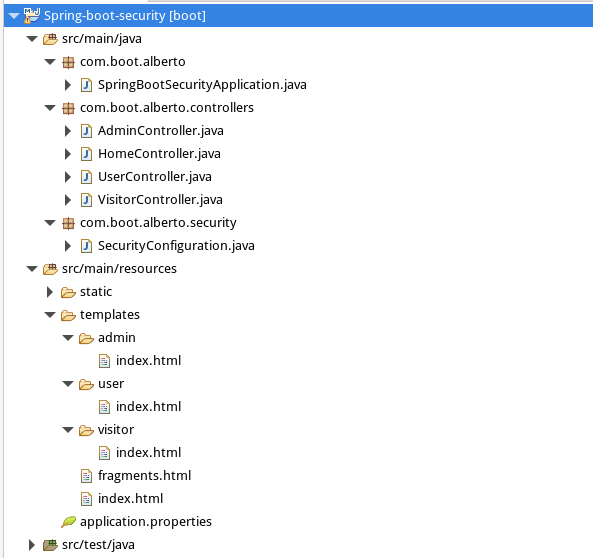 Spring-boot-security [boot]
src/main/java
com.boot.alberto
SpringBootSecurityApplication.java
com.boot.alberto.controllers
AdminController.java
HomeController.java
UserController.java
VisitorController.java
com.boot.alberto.security
SecurityConfiguration.java
src/main/resources
static
templates
admin
index.html
user
index.html
visitor
index.html
fragments.html
index.html
application.properties
src/test/java